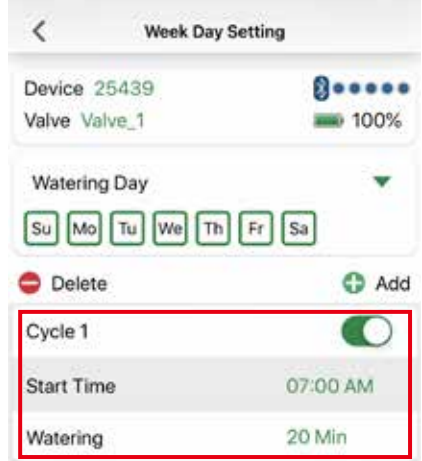 Week Day Setting
Device 25439
Valve Valve_1 100%
Watering Day
Su Mo Tu We Th Fr Sa
Delete Add
Cycle 1
Start Time 07:00 AM
Watering 20 Min